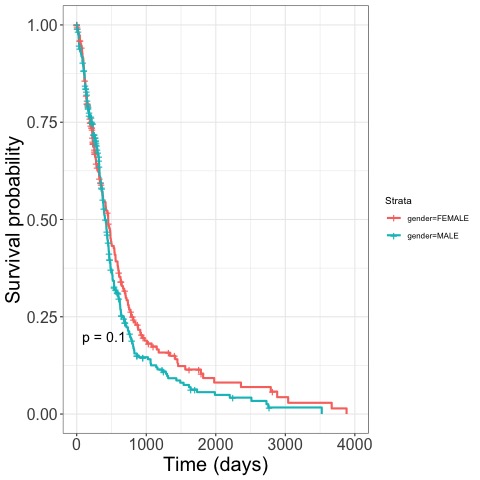 1.00
0.75
0.50
0.25
0.00
Survival probability
p = 0.1
0 1000 2000 3000 4000
Time (days)
Strata
gender=FEMALE
gender=MALE